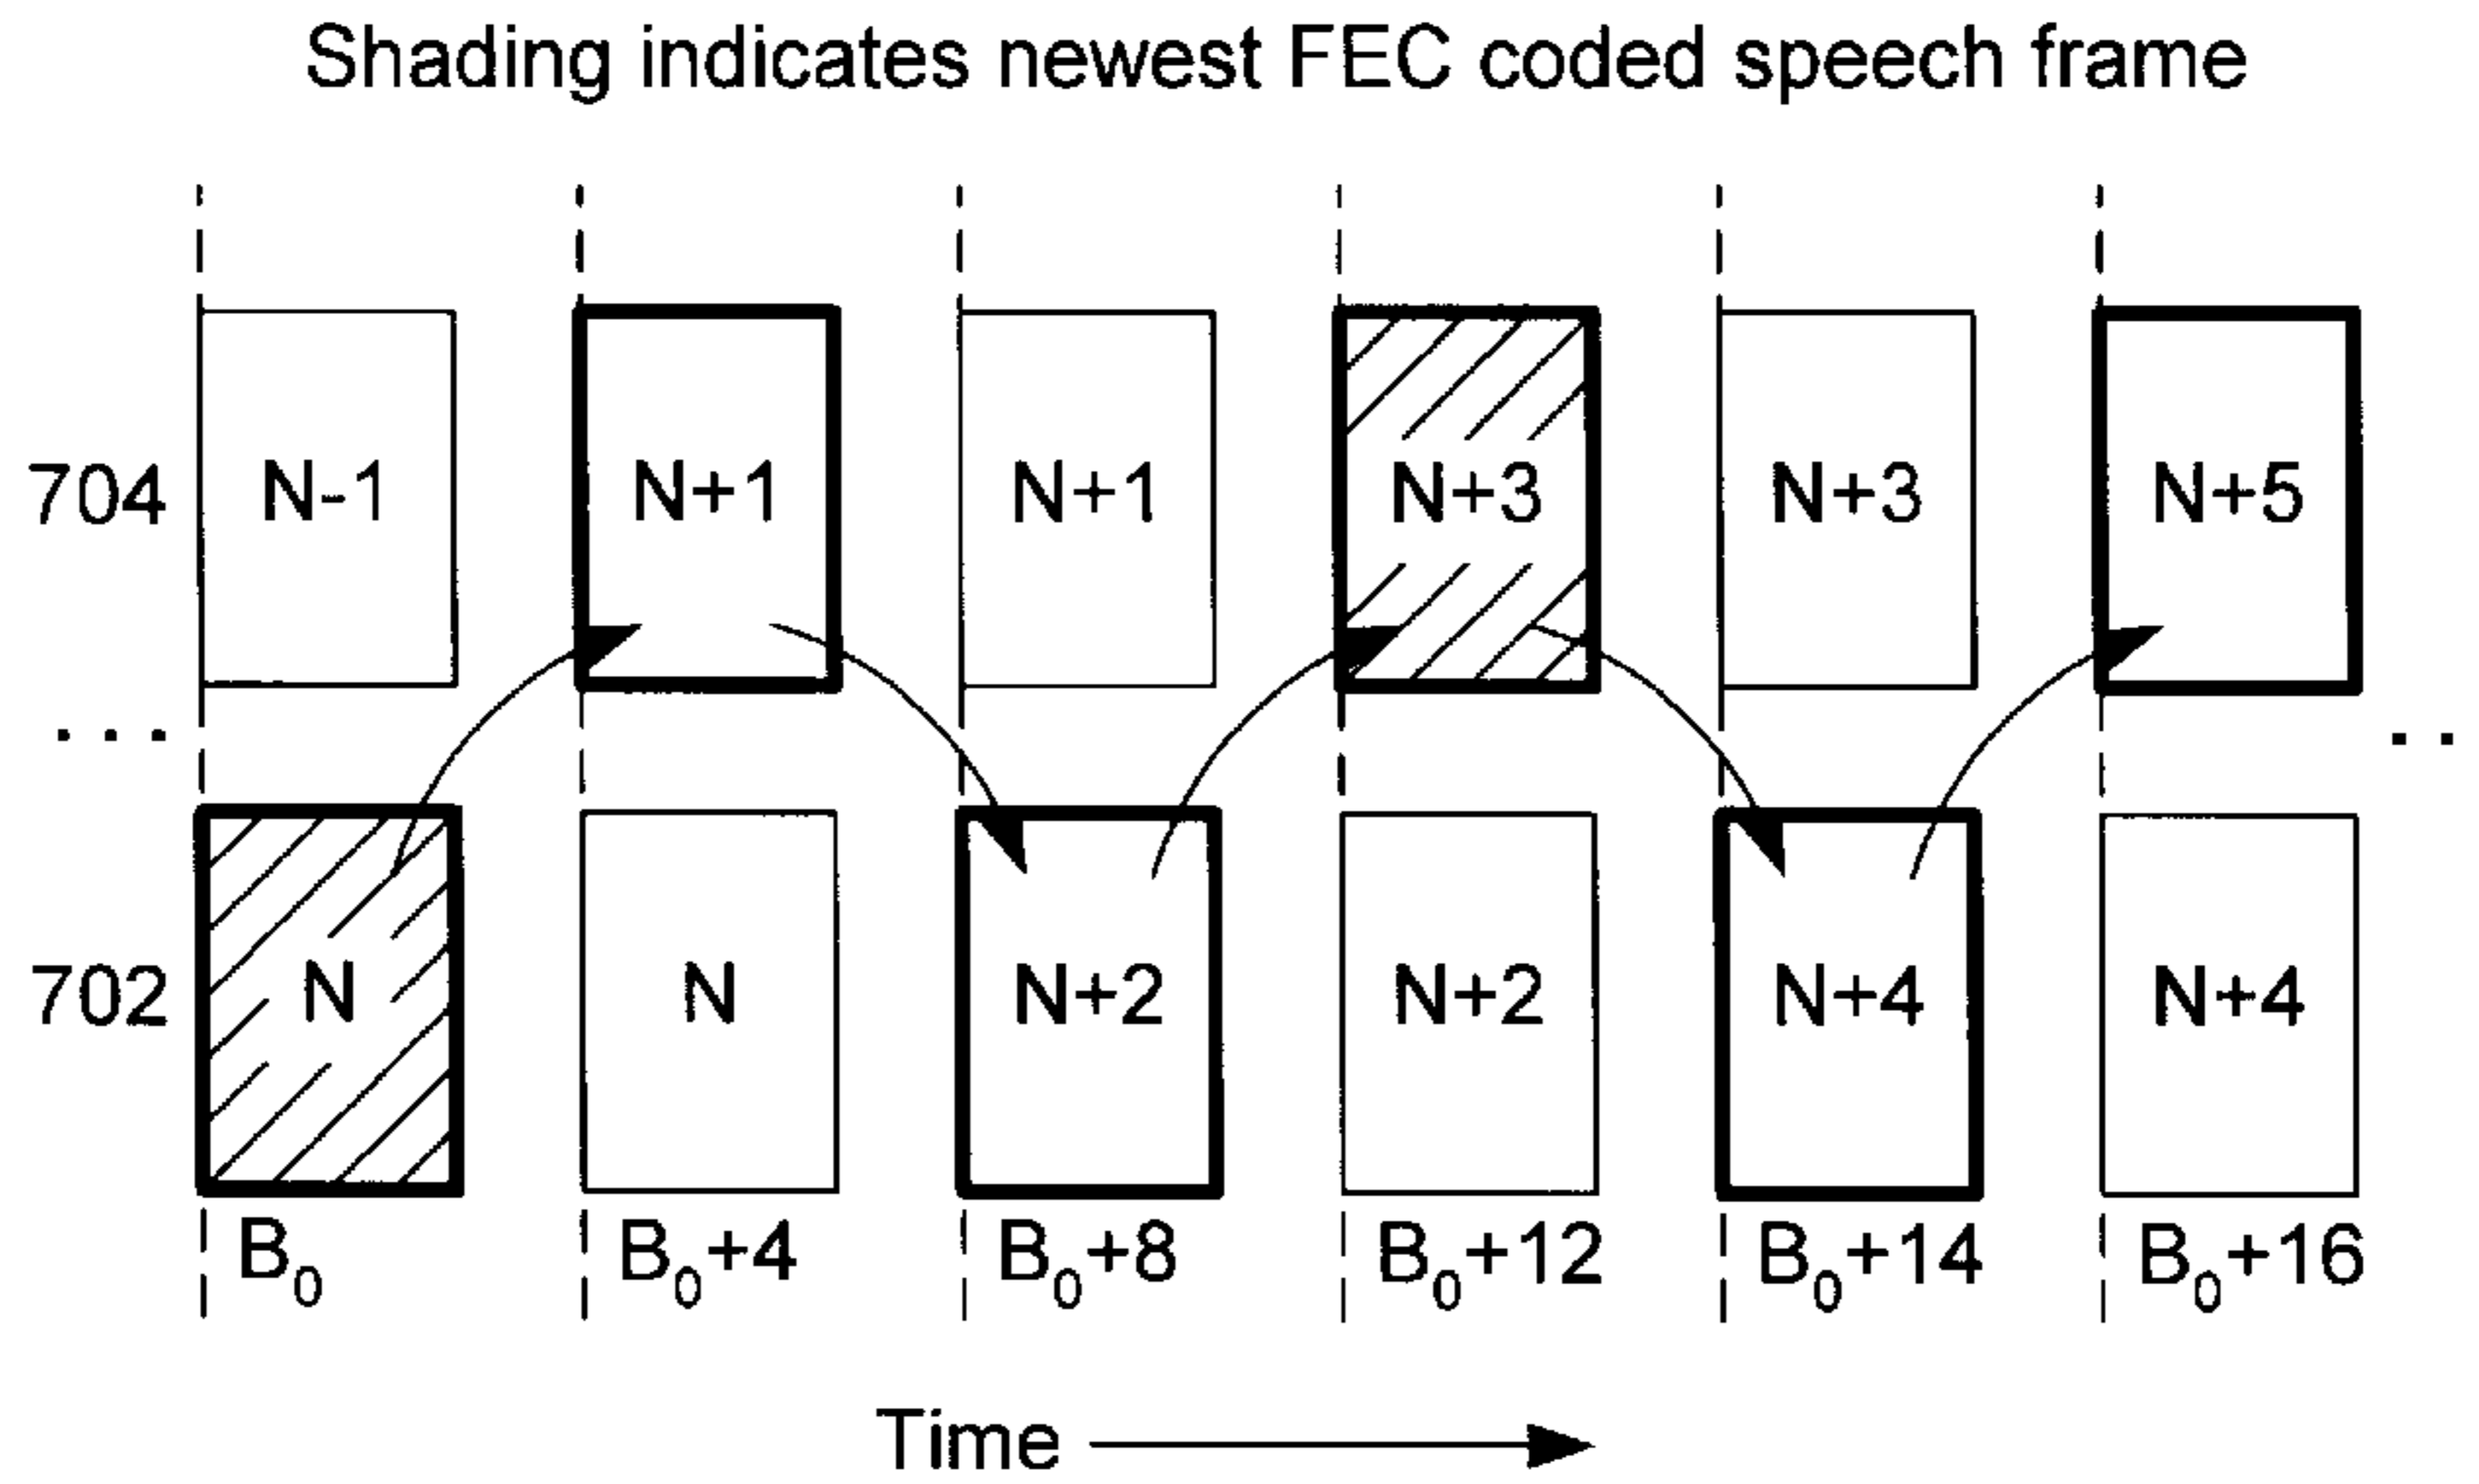 Shading indicates newest FEC coded speech frame
704 N-1 N+1 N+1 N+3 N+3 N+5
... ..
702 N N N+2 N+2 N+4 N+4
B₀ B₀+4 B₀+8 B₀+12 B₀+14 B₀+16
Time